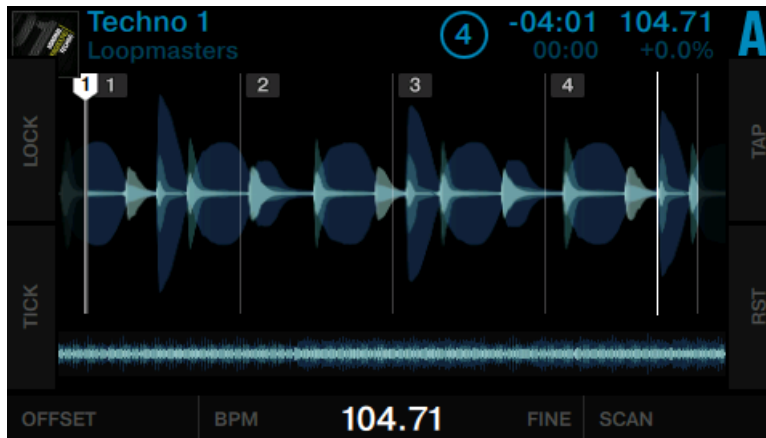 Techno 1
Loopmasters
4
-04:01 104.71
00:00 +0.0%
A
LOCK
TICK
1 1 2 3 4
TAP
RST
OFFSET BPM 104.71 FINE SCAN